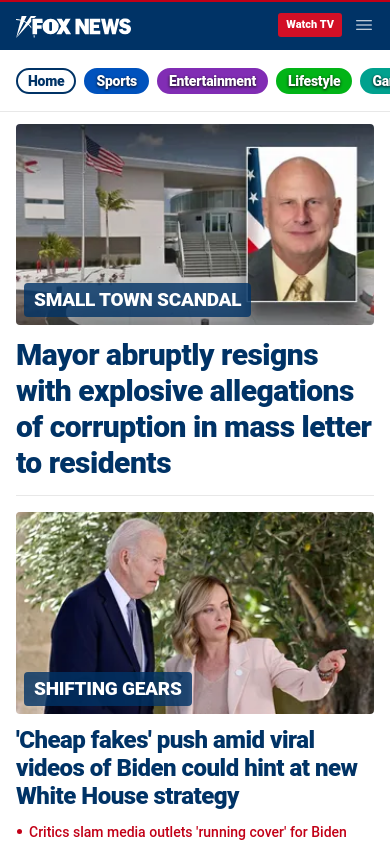 FOX NEWS
Watch TV
Home
Sports
Entertainment
Lifestyle
SMALL TOWN SCANDAL
Mayor abruptly resigns
with explosive allegations
of corruption in mass letter
to residents
SHIFTING GEARS
'Cheap fakes' push amid viral
videos of Biden could hint at new
White House strategy
• Critics slam media outlets 'running cover' for Biden